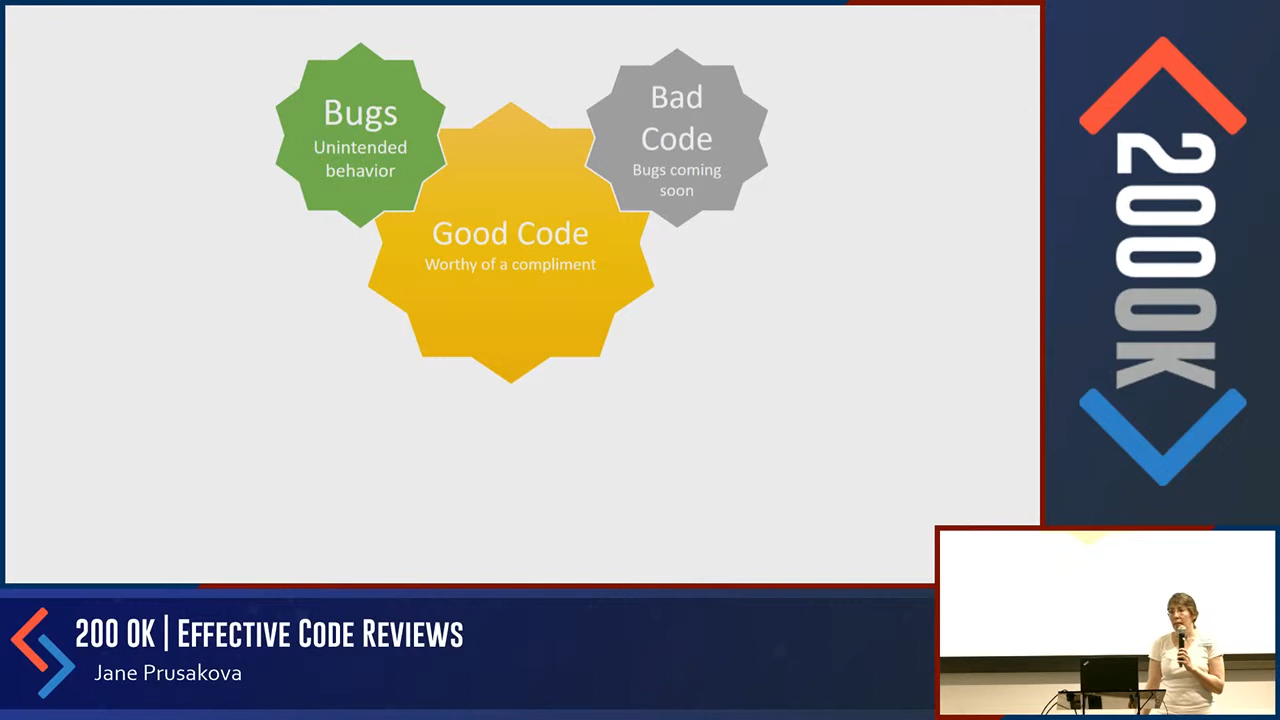 Bugs
Unintended
behavior
Bad
Code
Bugs coming
soon
Good Code
Worthy of a compliment
200OK
200 OK | Effective Code Reviews
Jane Prusakova